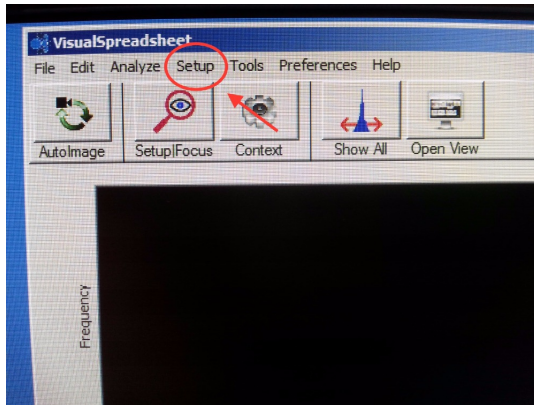 VisualSpreadsheet
File Edit Analyze Setup Tools Preferences Help
AutoImage Setup|Focus Context Show All Open View
Frequency